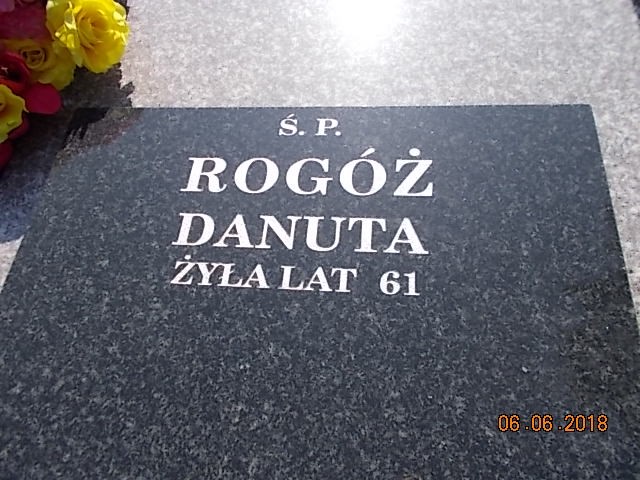 Ś. P.
ROGÓŻ
DANUTA
ŻYŁA LAT 61
06.06.2018